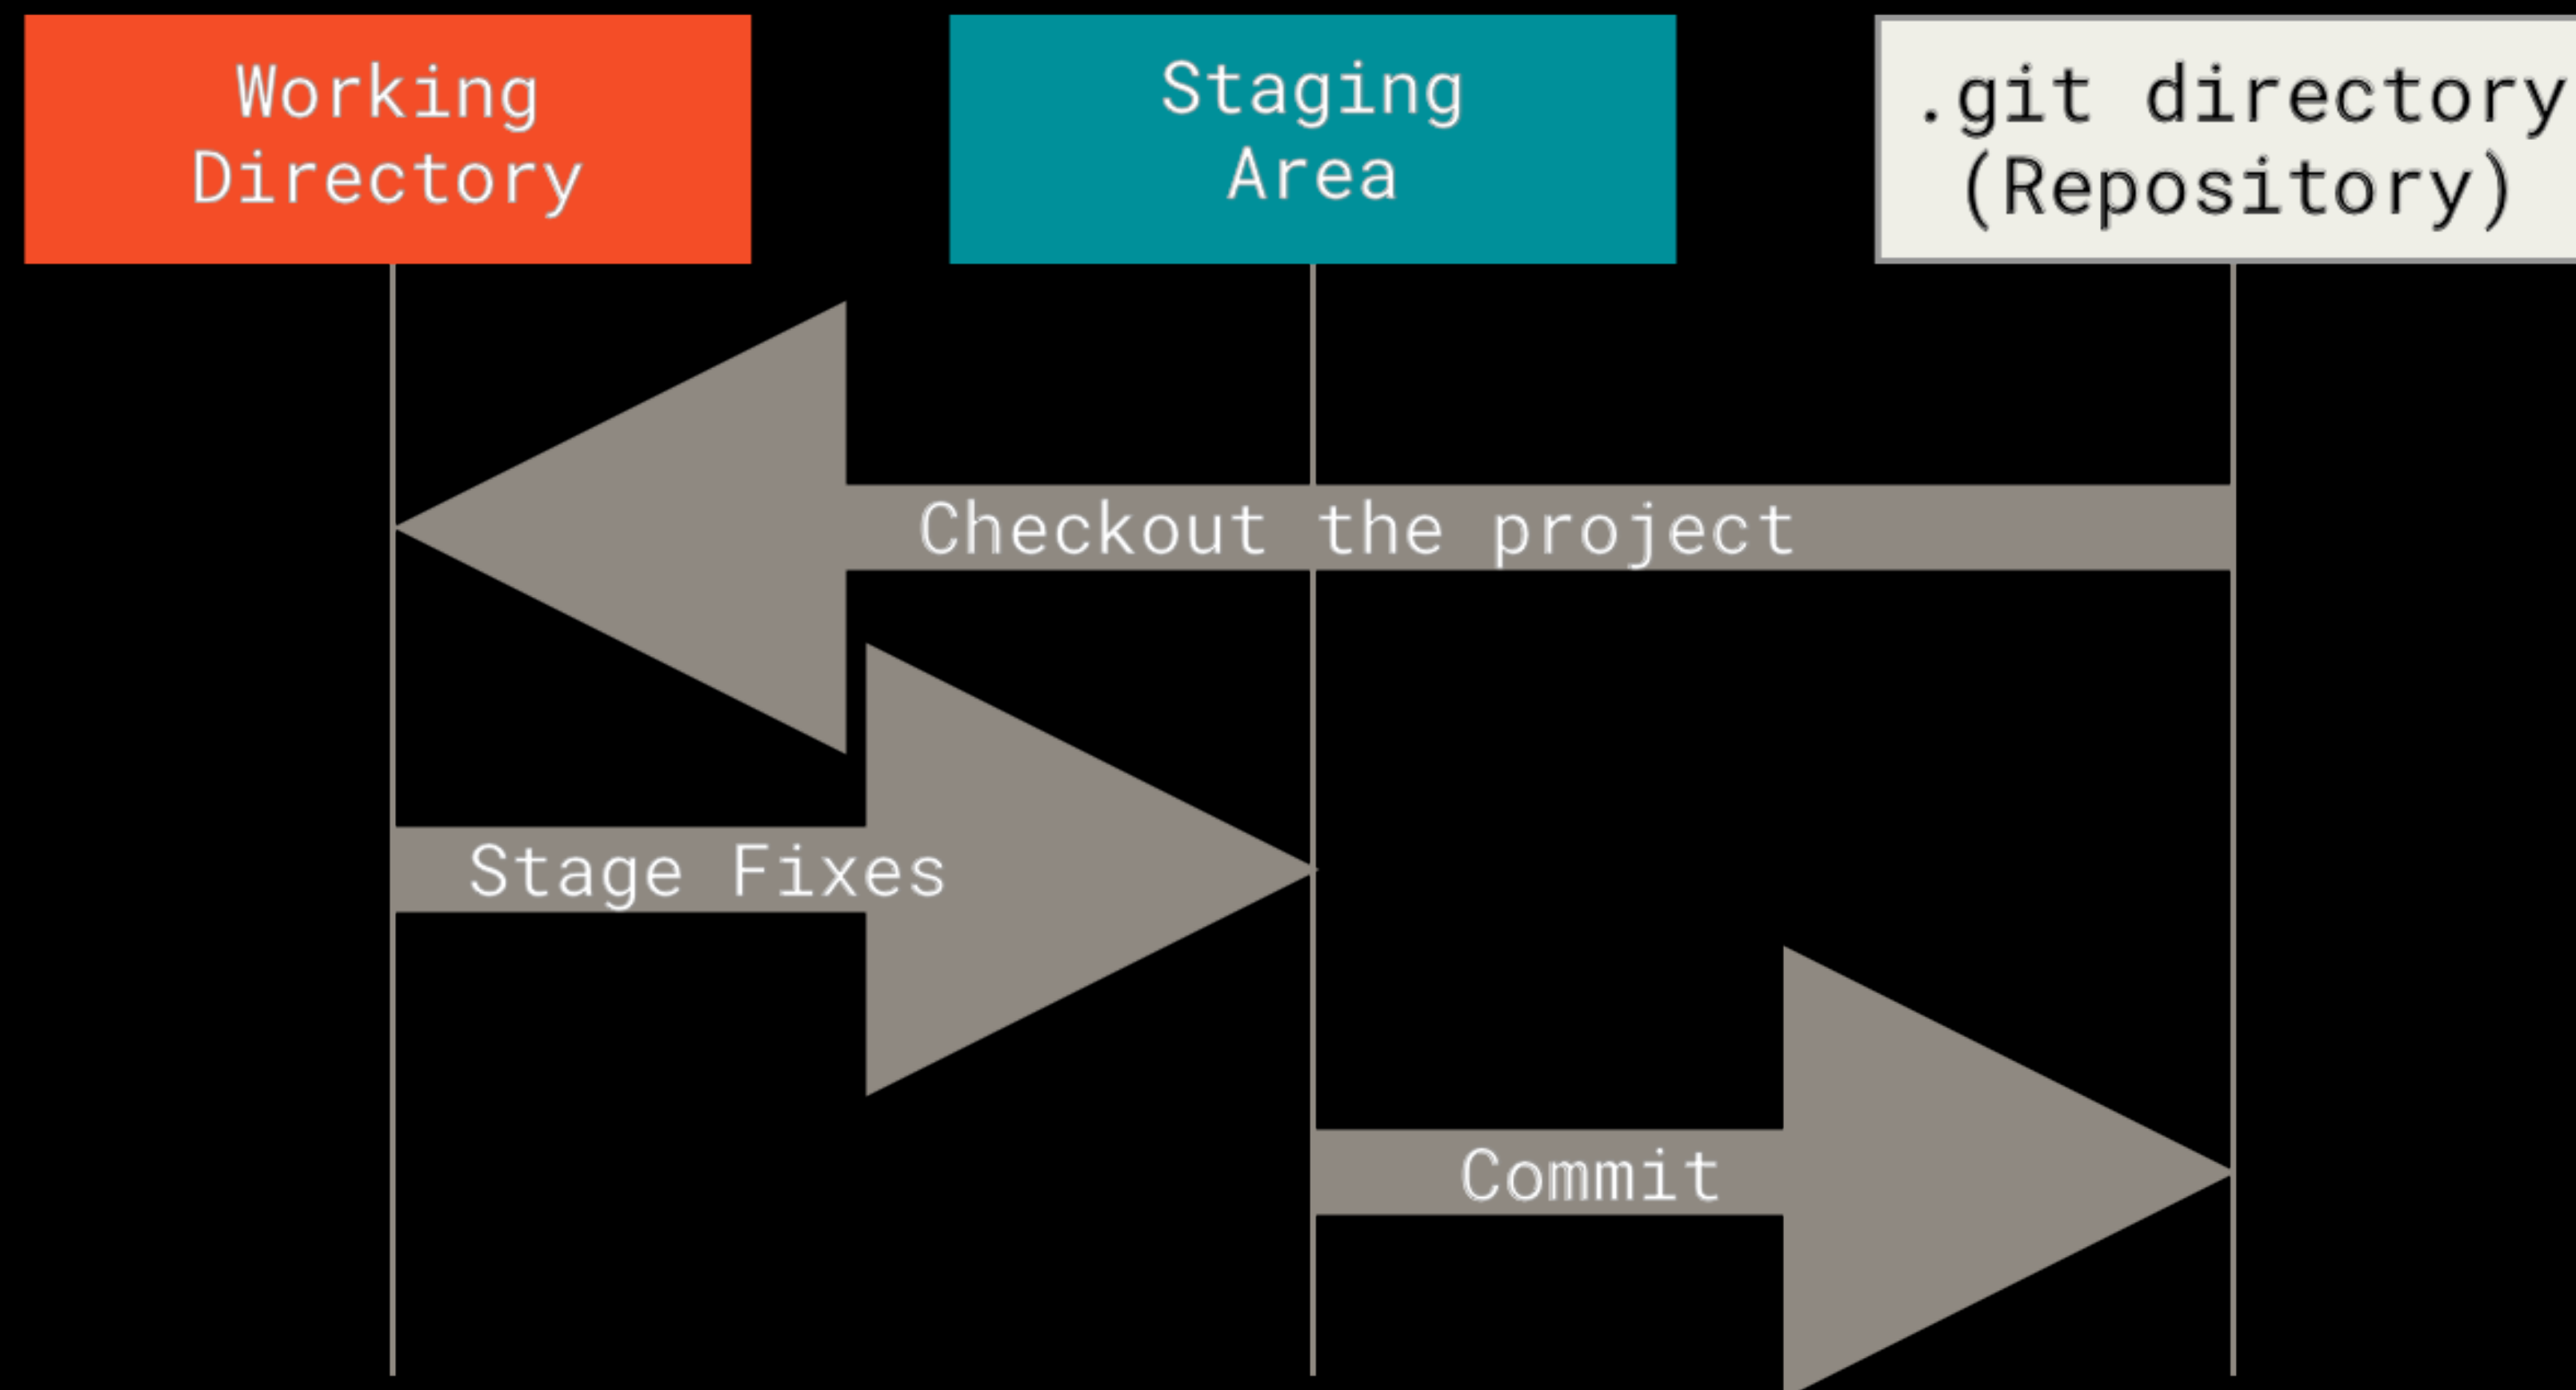 Working
Directory
Staging
Area
.git directory
(Repository)
Checkout the project
Stage Fixes
Commit